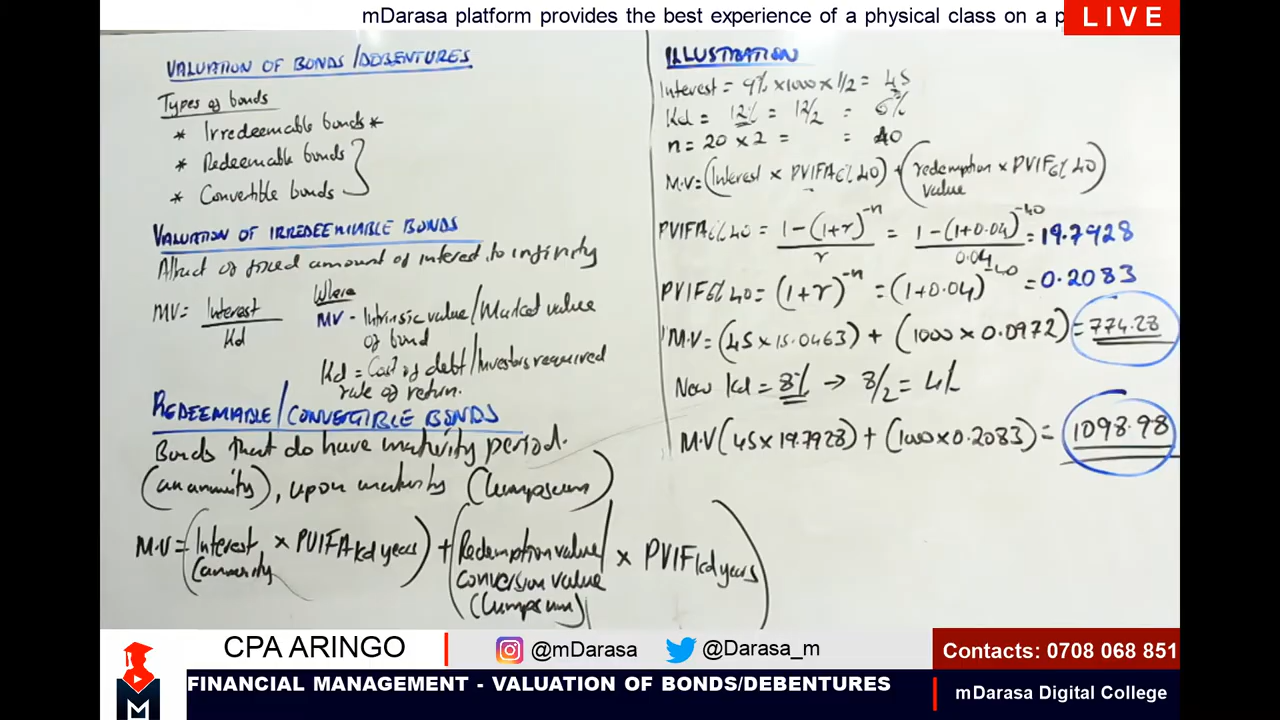 mDarasa platform provides the best experience of a physical class on a p
LIVE
VALUATION OF BONDS/DEBENTURES
Types of bonds
* Irredeemable bonds *
* Redeemable bonds
* Convertible bonds
VALUATION OF IRREDEEMABLE BONDS
Attract of fixed amount of interest to infinity
MV = Interest / Kd
Where
MV - Intrinsic value/Market value
of bond
Kd = Cost of debt/Investors required
rate of return.
REDEEMABLE/CONVERTIBLE BONDS
Bonds that do have maturity period.
(an annuity), upon maturity (Lumpsum)
M.V = (Interest × PVIFA kd years) + (Redemption value/ × PVIF kd years)
(annuity
conversion value
(Lumpsum)
ILLUSTRATION
Interest = 9% × 1000 × 1/2 = 45
Kd = 12% = 12/2 = 6%
n = 20 × 2 = = 40
M.V = (Interest × PVIFA 6% 40) + (redemption value × PVIF 6% 40)
PVIFA 6% 40 = 1-(1+r)^-n / r = 1-(1+0.04)^-40 / 0.04 = 19.7928
PVIF 6% 40 = (1+r)^-n = (1+0.04)^-40 = 0.2083
M.V = (45 × 15.0463) + (1000 × 0.0972) = 774.28
New Kd = 8% → 8/2 = 4%
M.V (45 × 19.7928) + (1000 × 0.2083) = 1098.98
CPA ARINGO
@mDarasa
@Darasa_m
Contacts: 0708 068 851
FINANCIAL MANAGEMENT - VALUATION OF BONDS/DEBENTURES
mDarasa Digital College
M